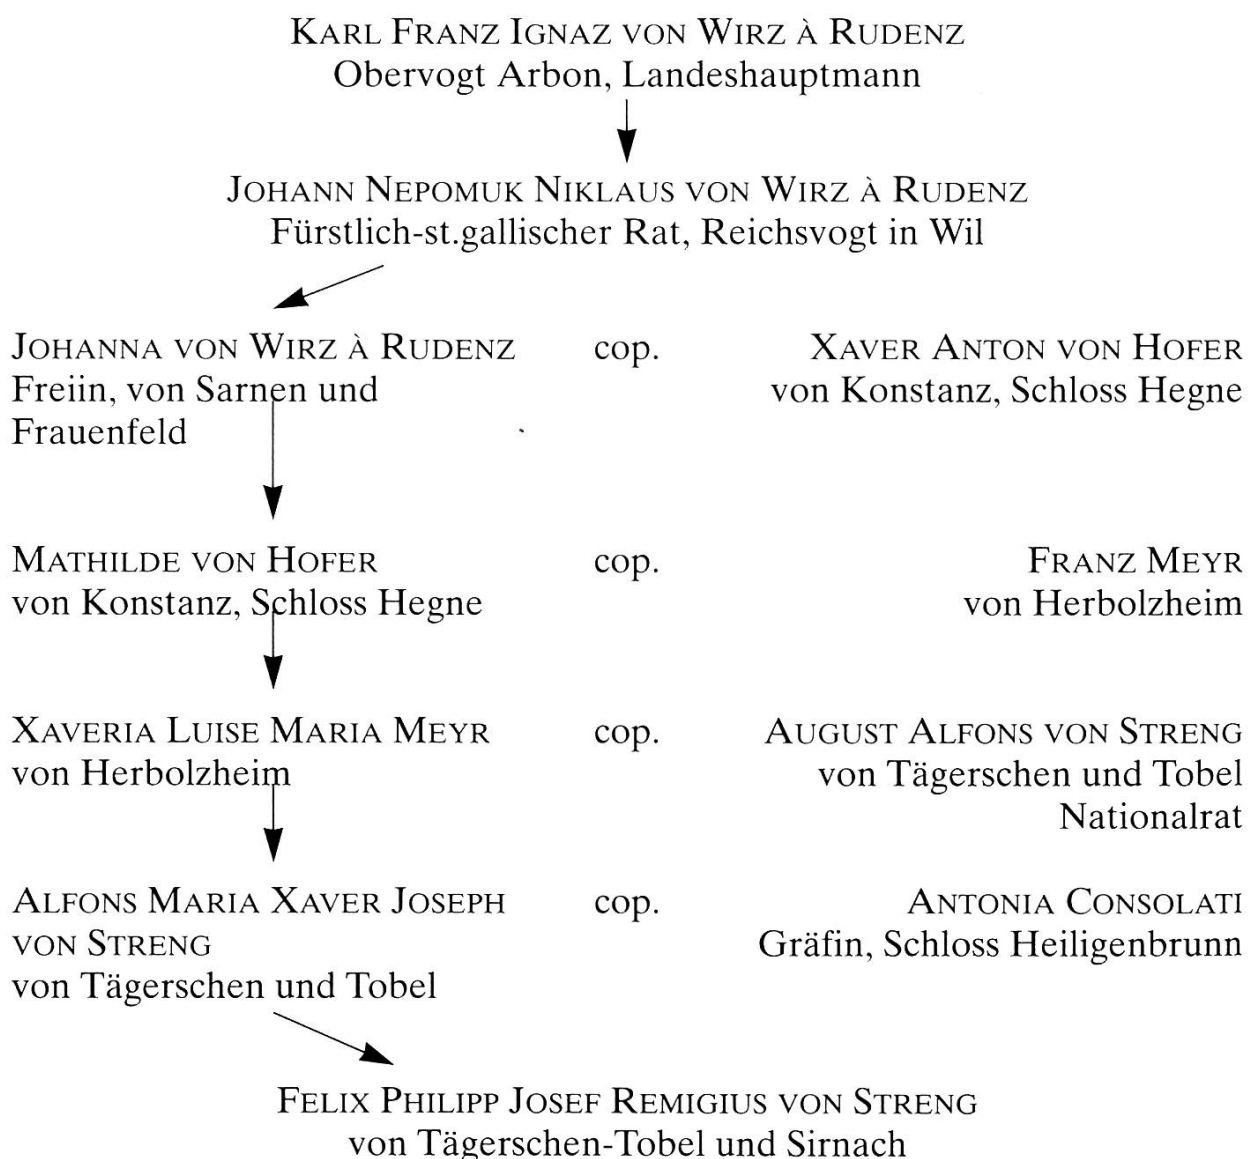 KARL FRANZ IGNAZ VON WIRZ À RUDENZ
Obervogt Arbon, Landeshauptmann
JOHANN NEPOMUK NIKLAUS VON WIRZ À RUDENZ
Fürstlich-st.gallischer Rat, Reichsvogt in Wil
JOHANNA VON WIRZ À RUDENZ cop. XAVER ANTON VON HOFER
Freiin, von Sarnen und von Konstanz, Schloss Hegne
Frauenfeld
MATHILDE VON HOFER cop. FRANZ MEYR
von Konstanz, Schloss Hegne von Herbolzheim
XAVERIA LUISE MARIA MEYR cop. AUGUST ALFONS VON STRENG
von Herbolzheim von Tägerschen und Tobel
Nationalrat
ALFONS MARIA XAVER JOSEPH cop. ANTONIA CONSOLATI
VON STRENG Gräfin, Schloss Heiligenbrunn
von Tägerschen und Tobel
FELIX PHILIPP JOSEF REMIGIUS VON STRENG
von Tägerschen-Tobel und Sirnach